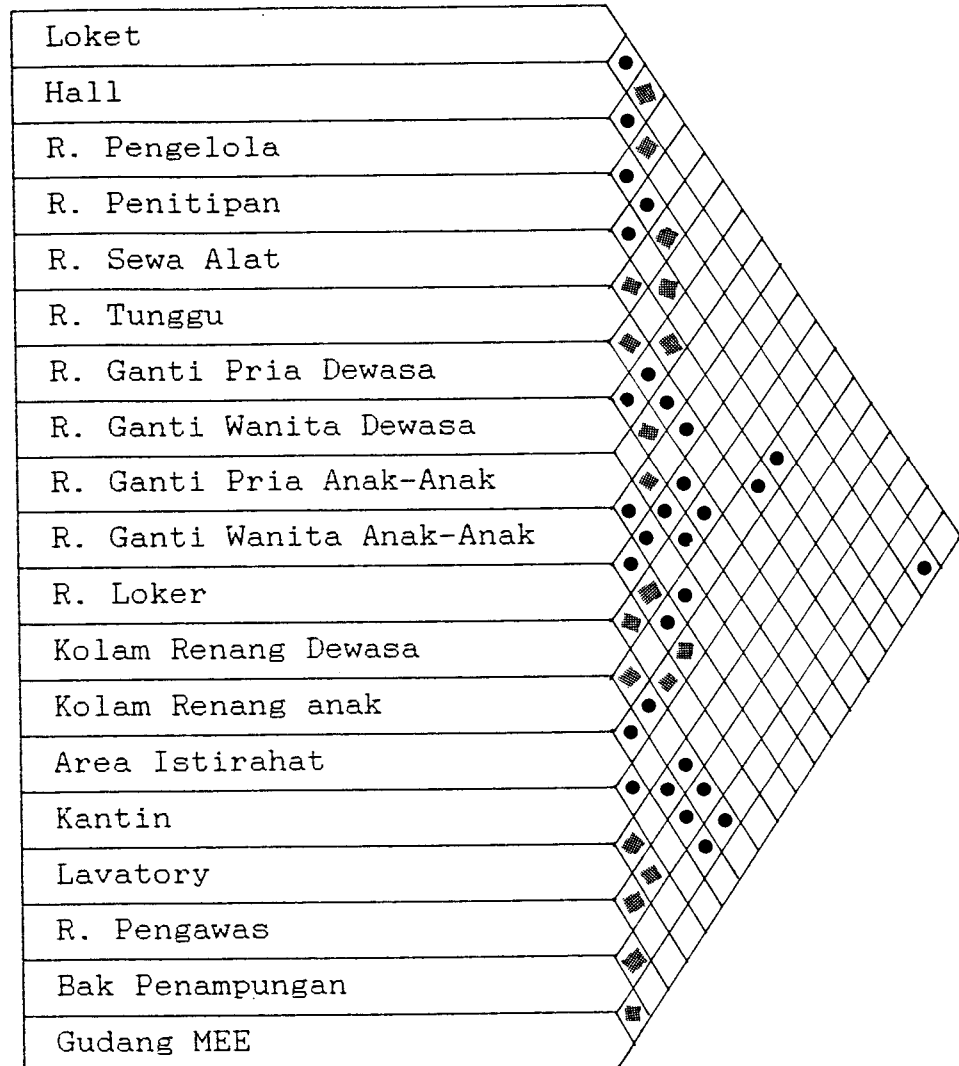 Loket
Hall
R. Pengelola
R. Penitipan
R. Sewa Alat
R. Tunggu
R. Ganti Pria Dewasa
R. Ganti Wanita Dewasa
R. Ganti Pria Anak-Anak
R. Ganti Wanita Anak-Anak
R. Loker
Kolam Renang Dewasa
Kolam Renang anak
Area Istirahat
Kantin
Lavatory
R. Pengawas
Bak Penampungan
Gudang MEE